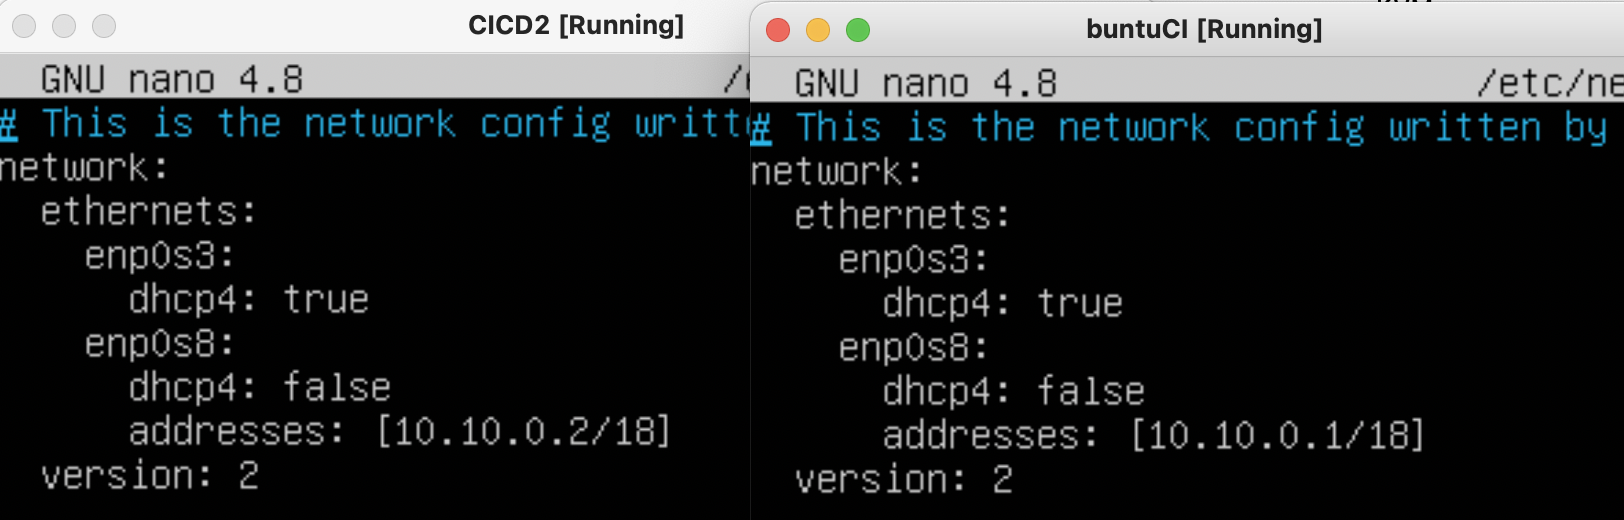 CICD2 [Running]
GNU nano 4.8
# This is the network config
network:
ethernets:
enp0s3:
dhcp4: true
enp0s8:
dhcp4: false
addresses: [10.10.0.2/18]
version: 2
buntuCI [Running]
GNU nano 4.8 /etc/ne
# This is the network config written by
network:
ethernets:
enp0s3:
dhcp4: true
enp0s8:
dhcp4: false
addresses: [10.10.0.1/18]
version: 2